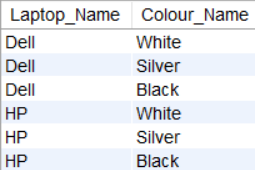 Laptop_Name Colour_Name
Dell White
Dell Silver
Dell Black
HP White
HP Silver
HP Black